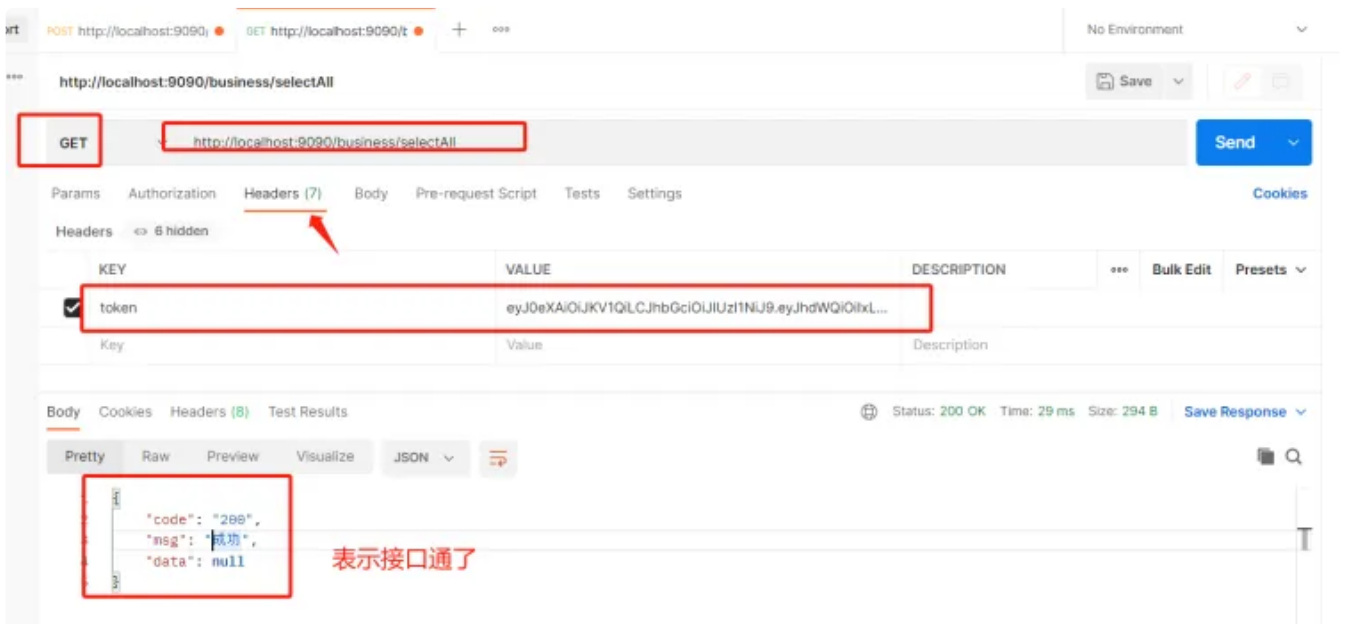 ort POST http://localhost:9090/ GET http://localhost:9090/b No Environment
http://localhost:9090/business/selectAll Save
GET http://localhost:9090/business/selectAll Send
Params Authorization Headers (7) Body Pre-request Script Tests Settings Cookies
Headers 6 hidden
KEY VALUE DESCRIPTION Bulk Edit Presets
token eyJ0eXAiOiJKV1QiLCJhbGciOiJIUzI1NiJ9.eyJhdWQiOiIxL...
Key Value Description
Body Cookies Headers (8) Test Results Status: 200 OK Time: 29 ms Size: 294 B Save Response
Pretty Raw Preview Visualize JSON
{
"code": "200",
"msg": "成功",
"data": null
}
表示接口通了